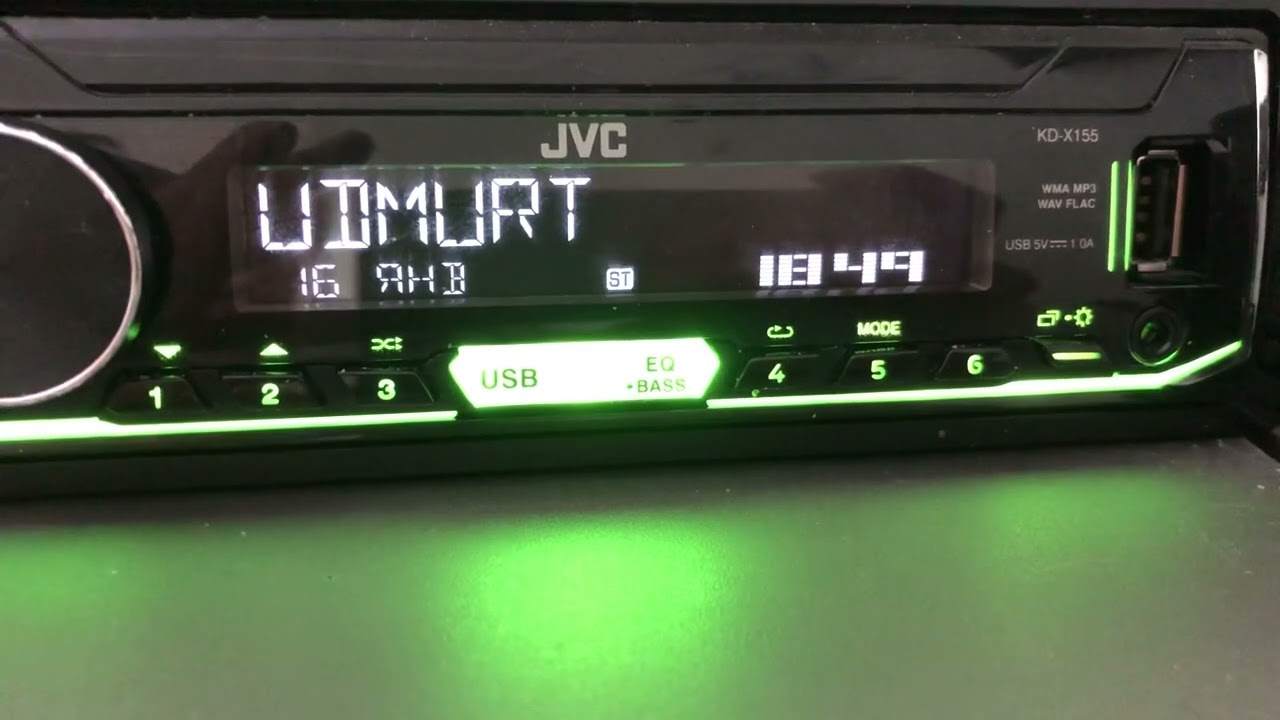 JVC
KD-X155
UDMURT
WMA MP3
WAV FLAC
USB 5V⎓1.0A
16 ЯНВ
ST
18 49
MODE
1
2
3
USB
EQ
•BASS
4
5
6